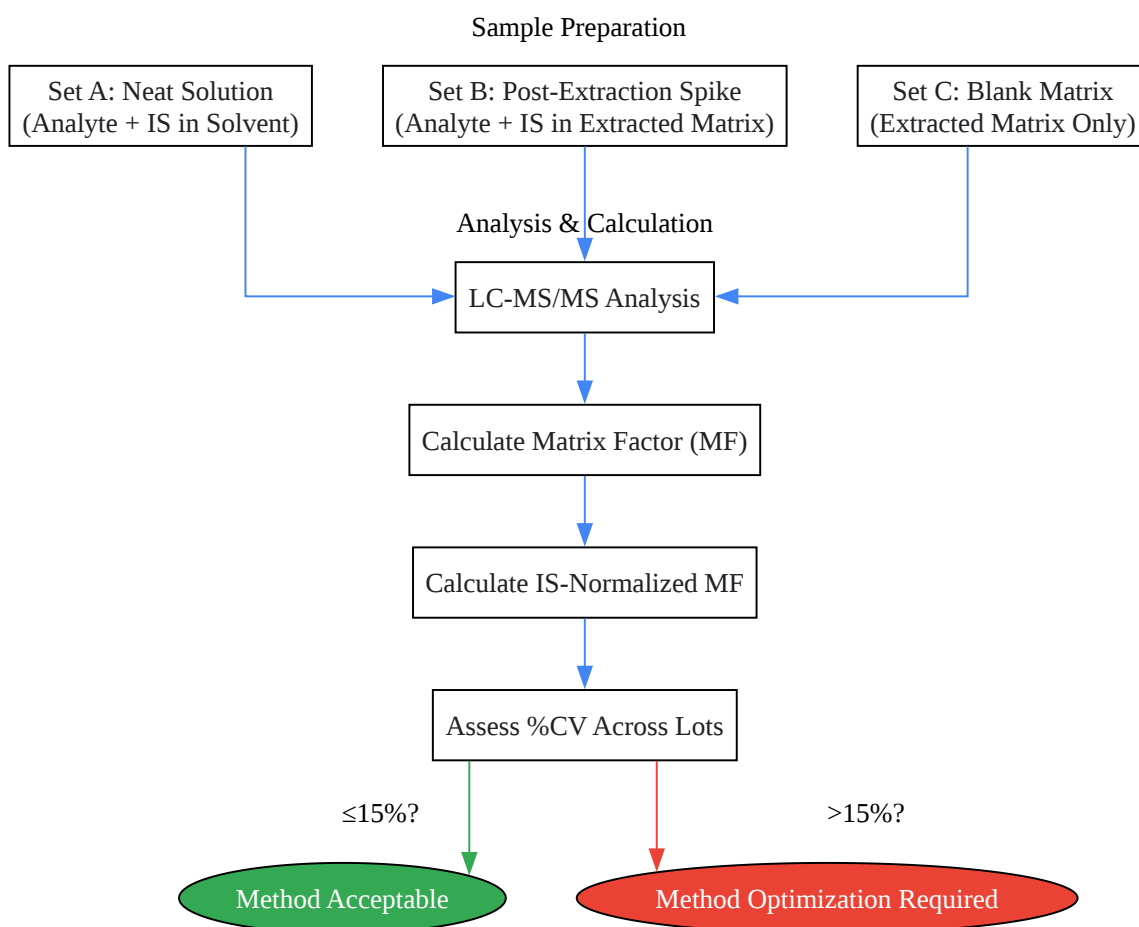 Sample Preparation
Set A: Neat Solution
(Analyte + IS in Solvent)
Set B: Post-Extraction Spike
(Analyte + IS in Extracted Matrix)
Set C: Blank Matrix
(Extracted Matrix Only)
Analysis & Calculation
LC-MS/MS Analysis
Calculate Matrix Factor (MF)
Calculate IS-Normalized MF
Assess %CV Across Lots
≤15%?
>15%?
Method Acceptable
Method Optimization Required